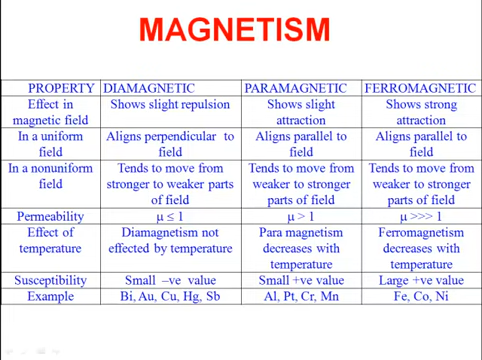 MAGNETISM
PROPERTY DIAMAGNETIC PARAMAGNETIC FERROMAGNETIC
Effect in magnetic field Shows slight repulsion Shows slight attraction Shows strong attraction
In a uniform field Aligns perpendicular to field Aligns parallel to field Aligns parallel to field
In a nonuniform field Tends to move from stronger to weaker parts of field Tends to move from weaker to stronger parts of field Tends to move from weaker to stronger parts of field
Permeability μ ≤ 1 μ > 1 μ >>> 1
Effect of temperature Diamagnetism not effected by temperature Para magnetism decreases with temperature Ferromagnetism decreases with temperature
Susceptibility Small –ve value Small +ve value Large +ve value
Example Bi, Au, Cu, Hg, Sb Al, Pt, Cr, Mn Fe, Co, Ni